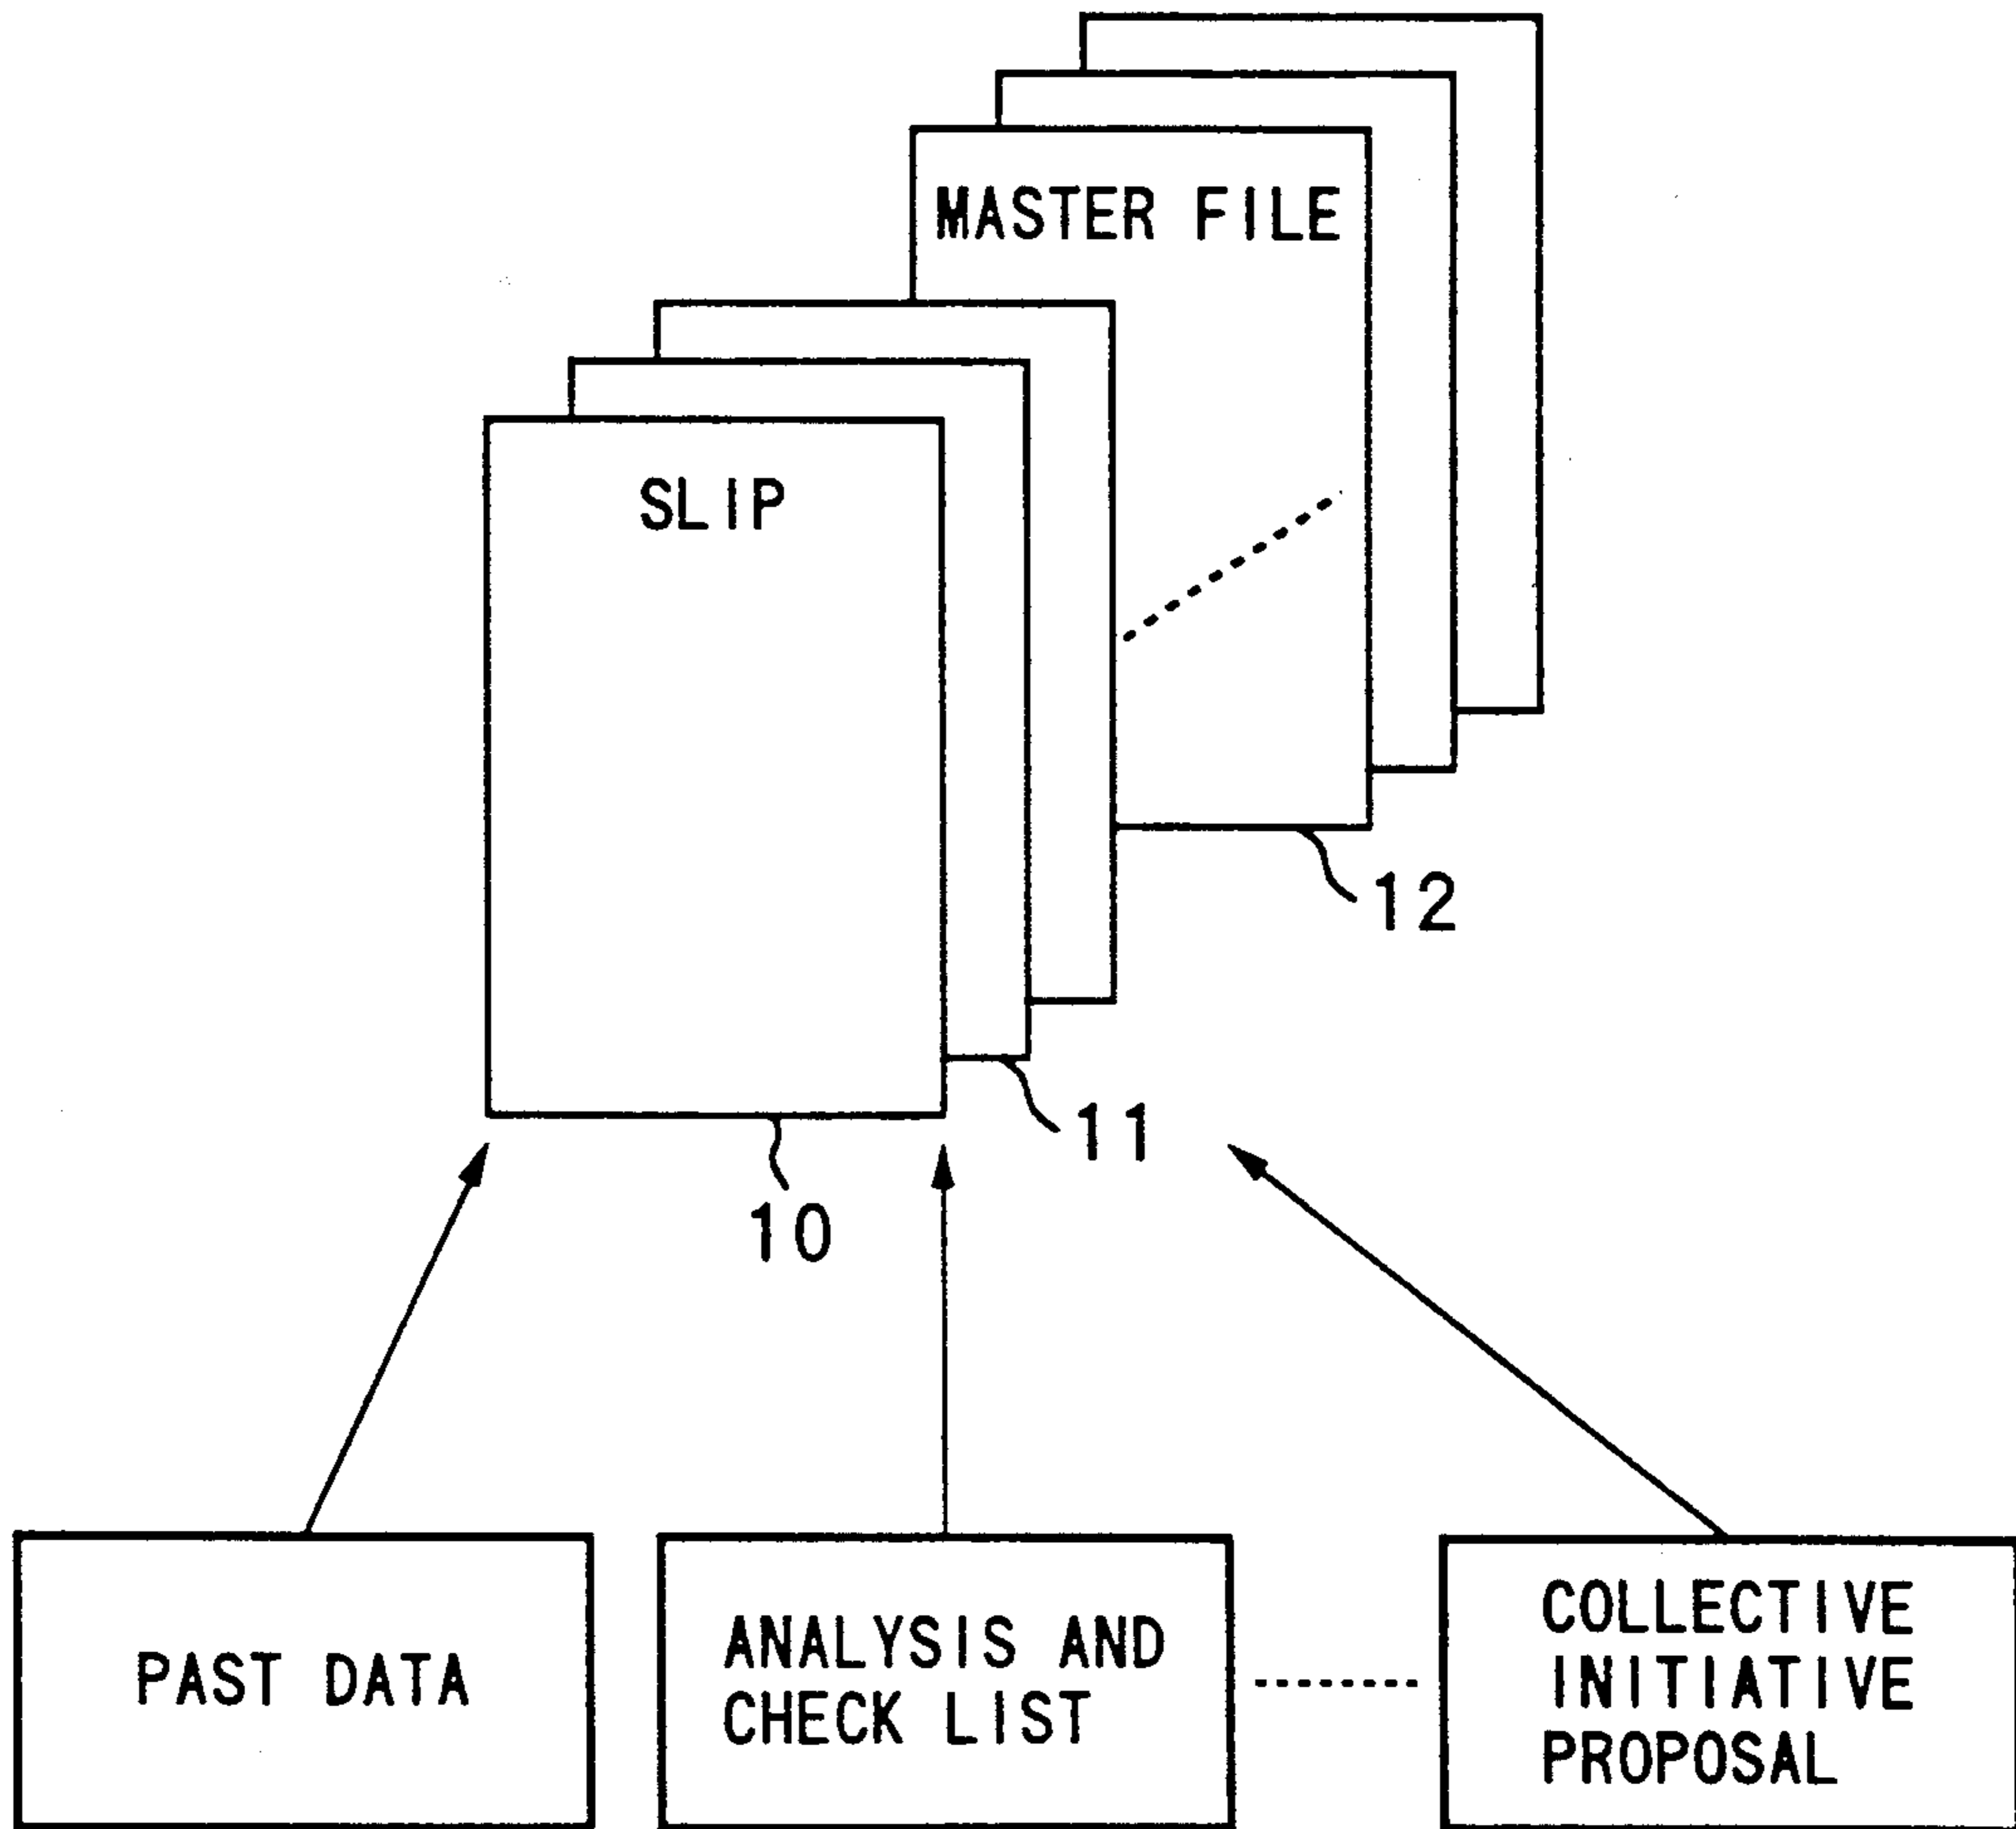 MASTER FILE
SLIP
12
11
10
PAST DATA
ANALYSIS AND
CHECK LIST
COLLECTIVE
INITIATIVE
PROPOSAL